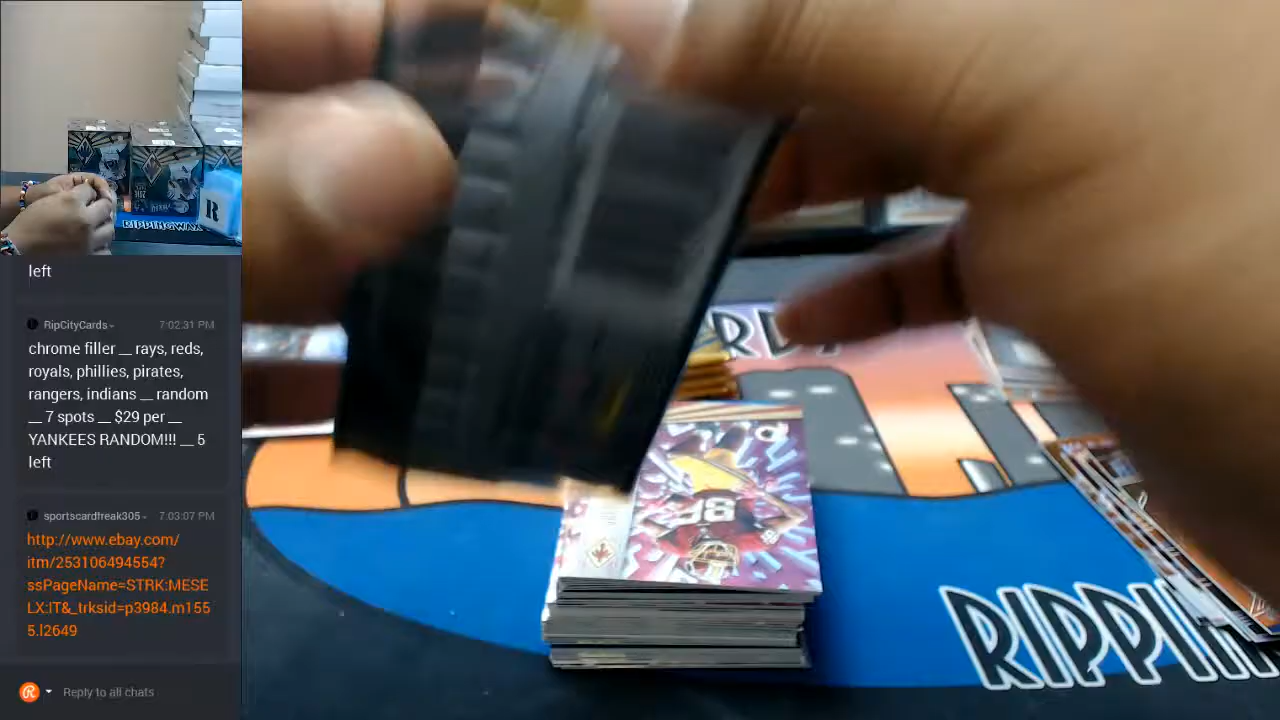 RIPPINGWAX
R
left
RipCityCards 7:02:31 PM
chrome filler __ rays, reds,
royals, phillies, pirates,
rangers, indians __ random
__ 7 spots __ $29 per __
YANKEES RANDOM!!! __ 5
left
sportscardfreak305 7:03:07 PM
http://www.ebay.com/
itm/253106494554?
ssPageName=STRK:MESE
LX:IT&_trksid=p3984.m155
5.l2649
R
Reply to all chats
RIPPIN